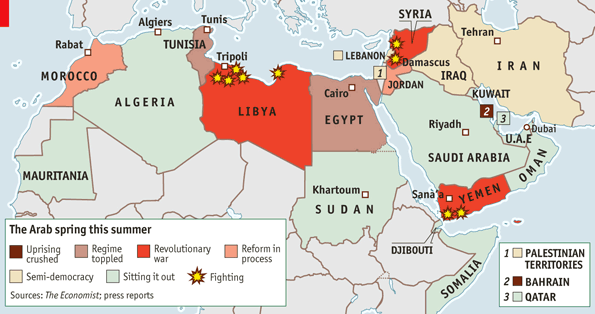 Algiers
Tunis
SYRIA
Tehran
Rabat
TUNISIA
LEBANON
Damascus
IRAN
Tripoli
IRAQ
MOROCCO
1
JORDAN
KUWAIT
ALGERIA
Cairo
2
3
LIBYA
EGYPT
Riyadh
Dubai
U.A.E
SAUDI ARABIA
OMAN
MAURITANIA
Khartoum
Sana'a
YEMEN
SUDAN
DJIBOUTI
SOMALIA
The Arab spring this summer
Uprising crushed
Regime toppled
Revolutionary war
Reform in process
Semi-democracy
Sitting it out
Fighting
Sources: The Economist; press reports
1 PALESTINIAN
TERRITORIES
2 BAHRAIN
3 QATAR